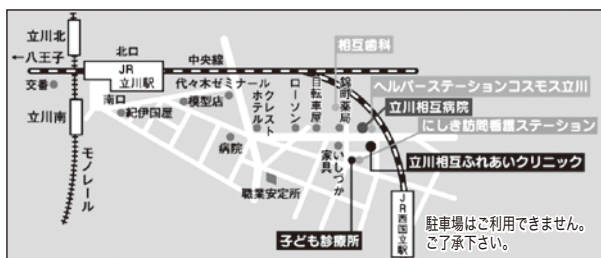 立川北
←八王子
北口
中央線
JR
立川駅
交番
南口
立川南
紀伊国屋
代々木ゼミナール
模型店
モノレール
病院
クレスト
ホテル
ローソン
自転車屋
錦町薬局
相互歯科
ヘルパーステーションコスモス立川
立川相互病院
にしき訪問看護ステーション
立川相互ふれあいクリニック
いしづか
家具
職業安定所
子ども診療所
JR西国立駅
駐車場はご利用できません。
ご了承下さい。